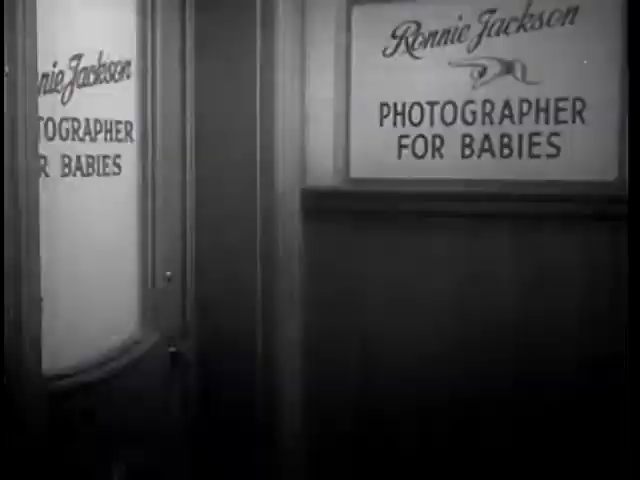 nie Jackson
TOGRAPHER
R BABIES
Ronnie Jackson
PHOTOGRAPHER
FOR BABIES